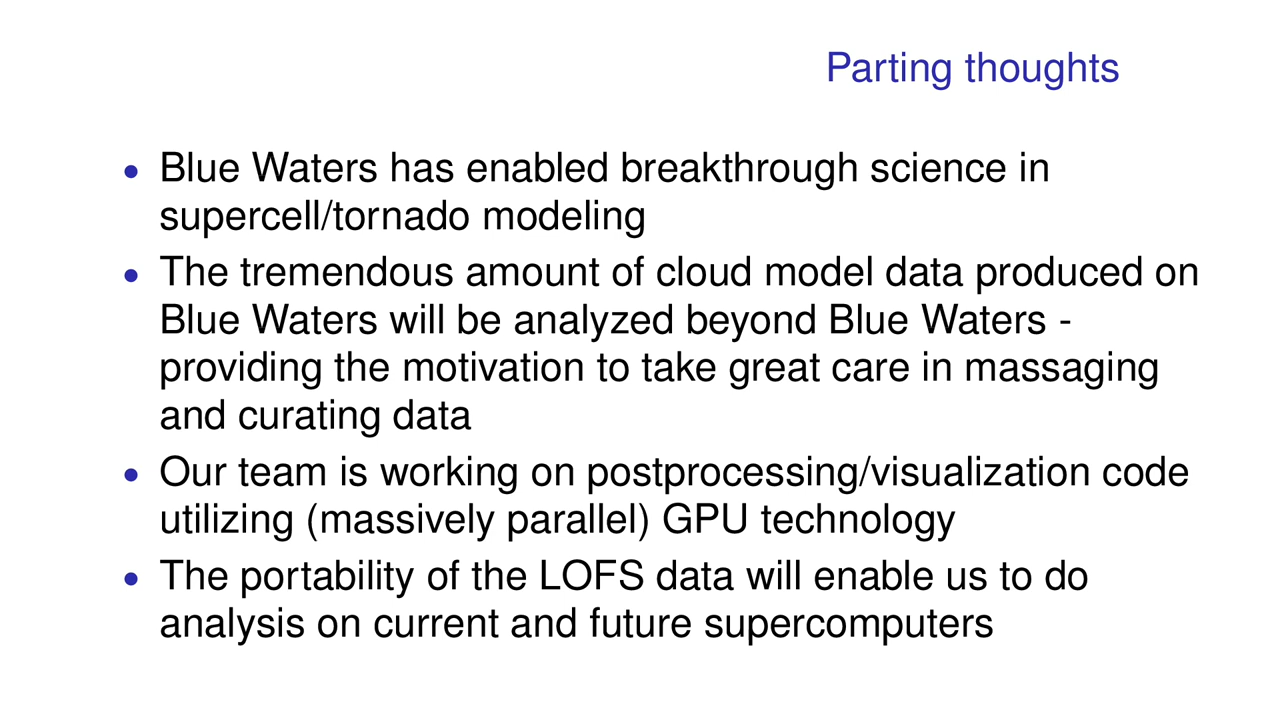 Parting thoughts
• Blue Waters has enabled breakthrough science in
supercell/tornado modeling
• The tremendous amount of cloud model data produced on
Blue Waters will be analyzed beyond Blue Waters -
providing the motivation to take great care in massaging
and curating data
• Our team is working on postprocessing/visualization code
utilizing (massively parallel) GPU technology
• The portability of the LOFS data will enable us to do
analysis on current and future supercomputers